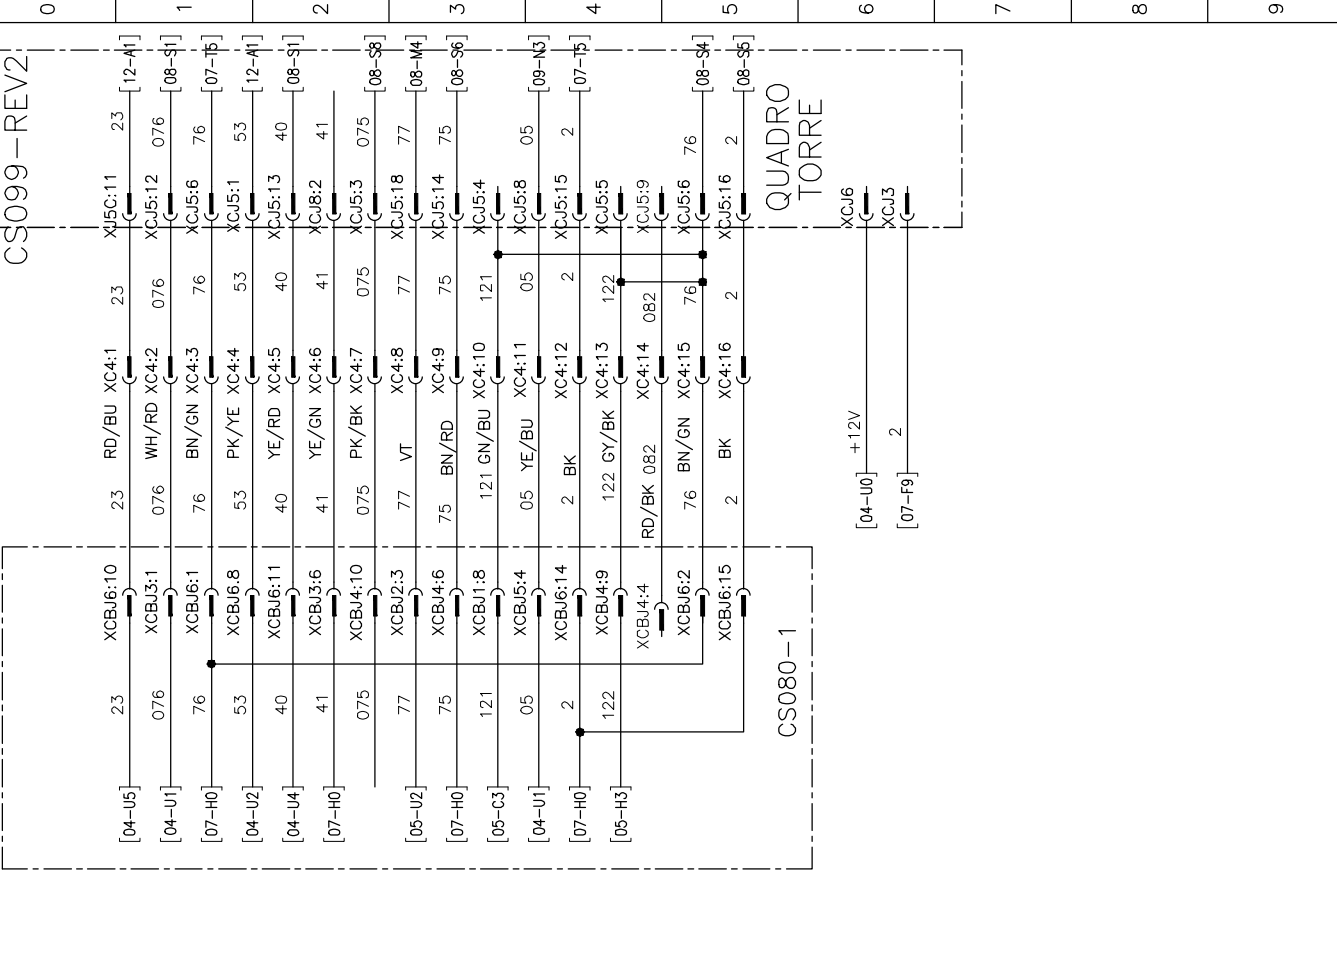 0 1 2 3 4 5 6 7 8 9
CS099-REV2
[12-A1] [08-S1] [07-T5] [12-A1] [08-S1] [08-S8] [08-M4] [08-S6] [09-N3] [07-T5] [08-S4] [08-S5]
23 076 76 53 40 41 075 77 75 05 2 76 2
QUADRO
TORRE
XJ5C:11 XCJ5:12 XCJ5:6 XCJ5:1 XCJ5:13 XCJ8:2 XCJ5:3 XCJ5:18 XCJ5:14 XCJ5:4 XCJ5:8 XCJ5:15 XCJ5:5 XCJ5:9 XCJ5:6 XCJ5:16 XCJ6 XCJ3
23 076 76 53 40 41 075 77 75 121 05 2 122 082 76 2
XC4:1 XC4:2 XC4:3 XC4:4 XC4:5 XC4:6 XC4:7 XC4:8 XC4:9 XC4:10 XC4:11 XC4:12 XC4:13 XC4:14 XC4:15 XC4:16
RD/BU WH/RD BN/GN PK/YE YE/RD YE/GN PK/BK VT BN/RD GN/BU YE/BU BK GY/BK RD/BK BN/GN BK +12V 2
23 076 76 53 40 41 075 77 75 121 05 2 122 082 76 2
[04-U0] [07-F9]
XCBJ6:10 XCBJ3:1 XCBJ6:1 XCBJ6.8 XCBJ6:11 XCBJ3:6 XCBJ4:10 XCBJ2:3 XCBJ4:6 XCBJ1:8 XCBJ5:4 XCBJ6:14 XCBJ4:9 XCBJ4:4 XCBJ6:2 XCBJ6:15
CS080-1
23 076 76 53 40 41 075 77 75 121 05 2 122
[04-U5] [04-U1] [07-H0] [04-U2] [04-U4] [07-H0] [05-U2] [07-H0] [05-C3] [04-U1] [07-H0] [05-H3]